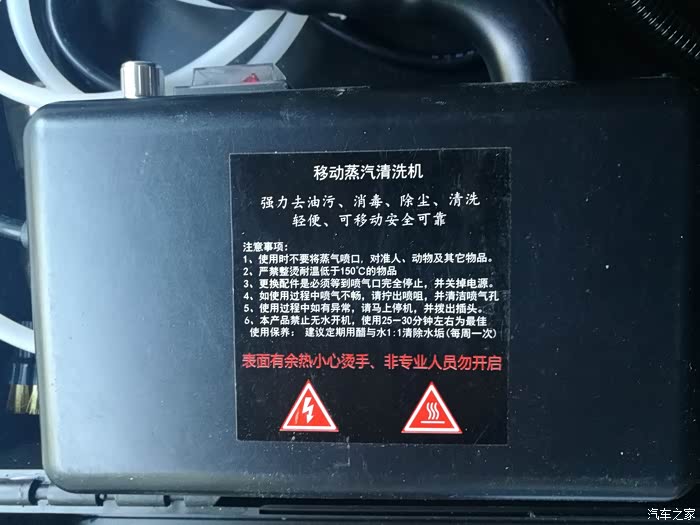 移动蒸汽清洗机
强力去油污、消毒、除尘、清洗
轻便、可移动安全可靠
注意事项：
1、使用时不要将蒸气喷口，对准人、动物及其它物品。
2、严禁整烫耐温低于150℃的物品
3、更换配件是必须等到喷气口完全停止，并关掉电源。
4、如使用过程中喷气不畅，请拧出喷咀，并清洁喷气孔
5、使用过程中如有异常，请马上停机，并拨出插头。
6、本产品禁止无水开机，使用25—30分钟左右为最佳
使用保养： 建议定期用醋与水1:1清除水垢(每周一次)
表面有余热小心烫手、非专业人员勿开启
汽车之家